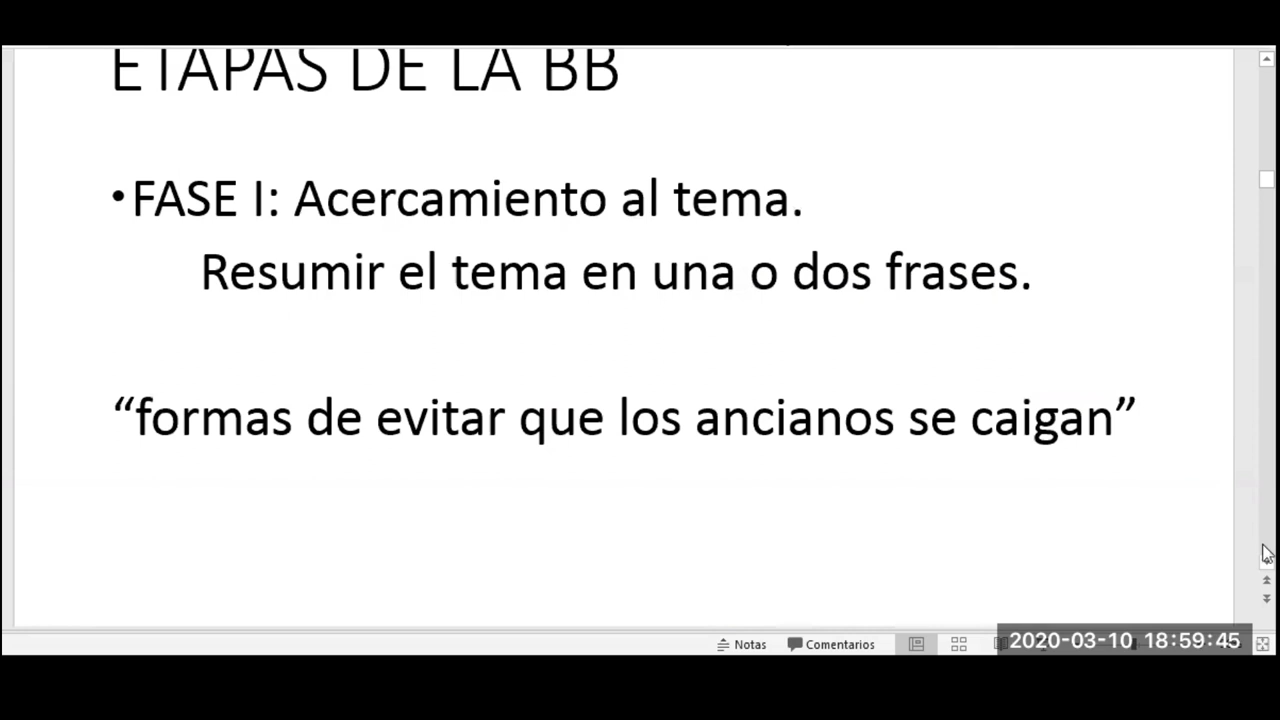 ETAPAS DE LA BB
•FASE I: Acercamiento al tema.
Resumir el tema en una o dos frases.
“formas de evitar que los ancianos se caigan”
Notas Comentarios
2020-03-10 18:59:45